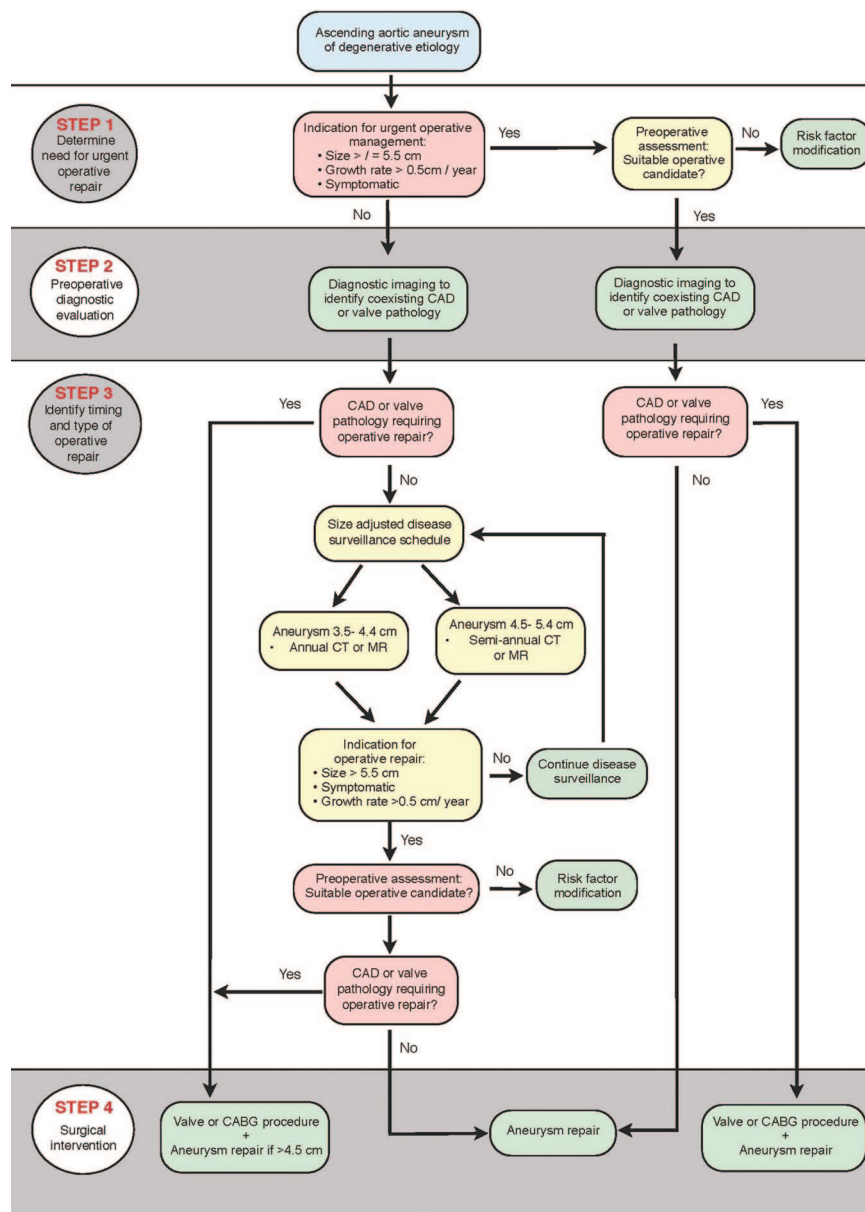 Ascending aortic aneurysm
of degenerative etiology
STEP 1
Determine
need for urgent
operative
repair
Indication for urgent operative
management:
• Size > / = 5.5 cm
• Growth rate > 0.5cm / year
• Symptomatic
Yes
Preoperative
assessment:
Suitable operative
candidate?
No
Risk factor
modification
No
Yes
STEP 2
Preoperative
diagnostic
evaluation
Diagnostic imaging to
identify coexisting CAD
or valve pathology
Diagnostic imaging to
identify coexisting CAD
or valve pathology
STEP 3
Identify timing
and type of
operative
repair
Yes
CAD or valve
pathology requiring
operative repair?
CAD or valve
pathology requiring
operative repair?
Yes
No
No
Size adjusted disease
surveillance schedule
Aneurysm 3.5- 4.4 cm
• Annual CT or MR
Aneurysm 4.5- 5.4 cm
• Semi-annual CT
or MR
Indication for
operative repair:
• Size > 5.5 cm
• Symptomatic
• Growth rate >0.5 cm/ year
No
Continue disease
surveillance
Yes
Preoperative assessment:
Suitable operative candidate?
No
Risk factor
modification
Yes
CAD or valve
pathology requiring
operative repair?
No
STEP 4
Surgical
intervention
Valve or CABG procedure
+
Aneurysm repair if >4.5 cm
Aneurysm repair
Valve or CABG procedure
+
Aneurysm repair